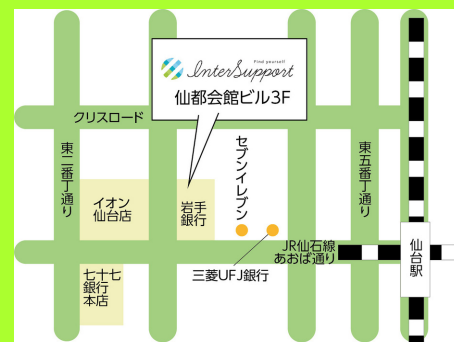 Find yourself
InterSupport
仙都会館ビル3F
クリスロード
東二番丁通り
セブンイレブン
東五番丁通り
イオン
仙台店
岩手
銀行
JR仙石線
あおば通り
仙台駅
三菱UFJ銀行
七十七
銀行
本店